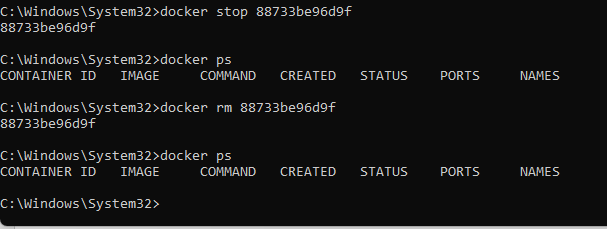 C:\Windows\System32>docker stop 88733be96d9f
88733be96d9f
C:\Windows\System32>docker ps
CONTAINER ID   IMAGE     COMMAND   CREATED   STATUS    PORTS     NAMES
C:\Windows\System32>docker rm 88733be96d9f
88733be96d9f
C:\Windows\System32>docker ps
CONTAINER ID   IMAGE     COMMAND   CREATED   STATUS    PORTS     NAMES
C:\Windows\System32>